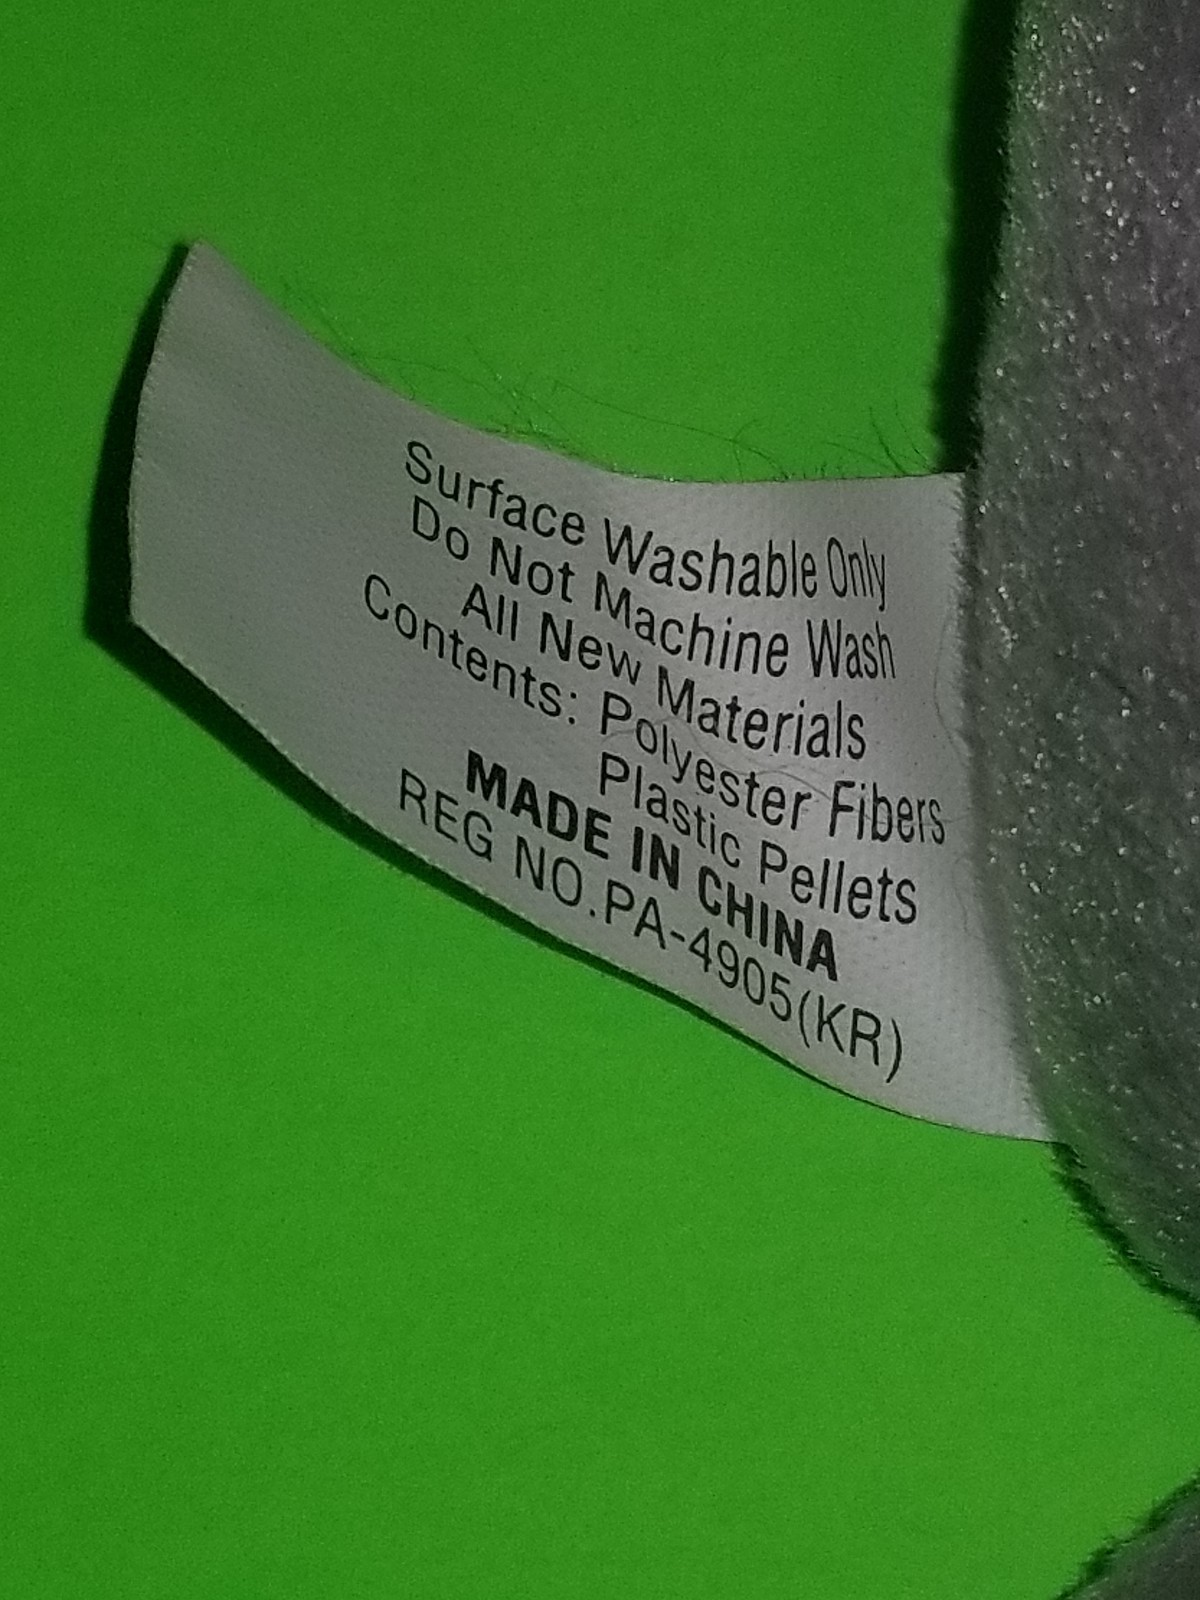 Surface Washable Only
Do Not Machine Wash
All New Materials
Contents: Polyester Fibers
Plastic Pellets
MADE IN CHINA
REG NO.PA-4905(KR)